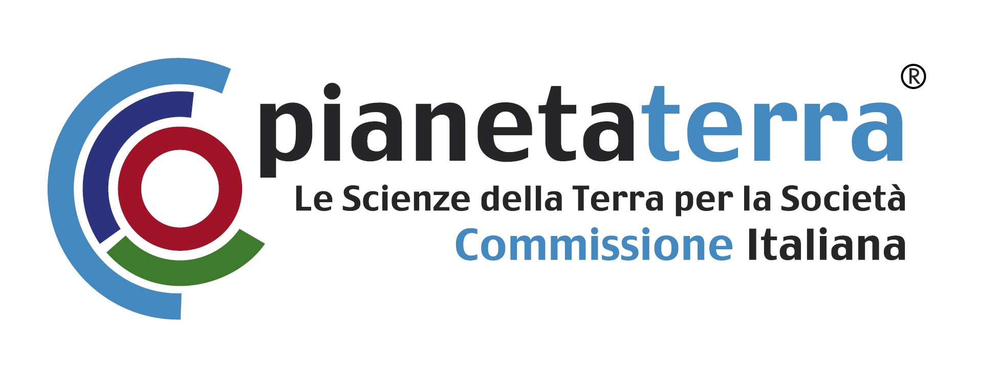 pianetaterra®
Le Scienze della Terra per la Società
Commissione Italiana